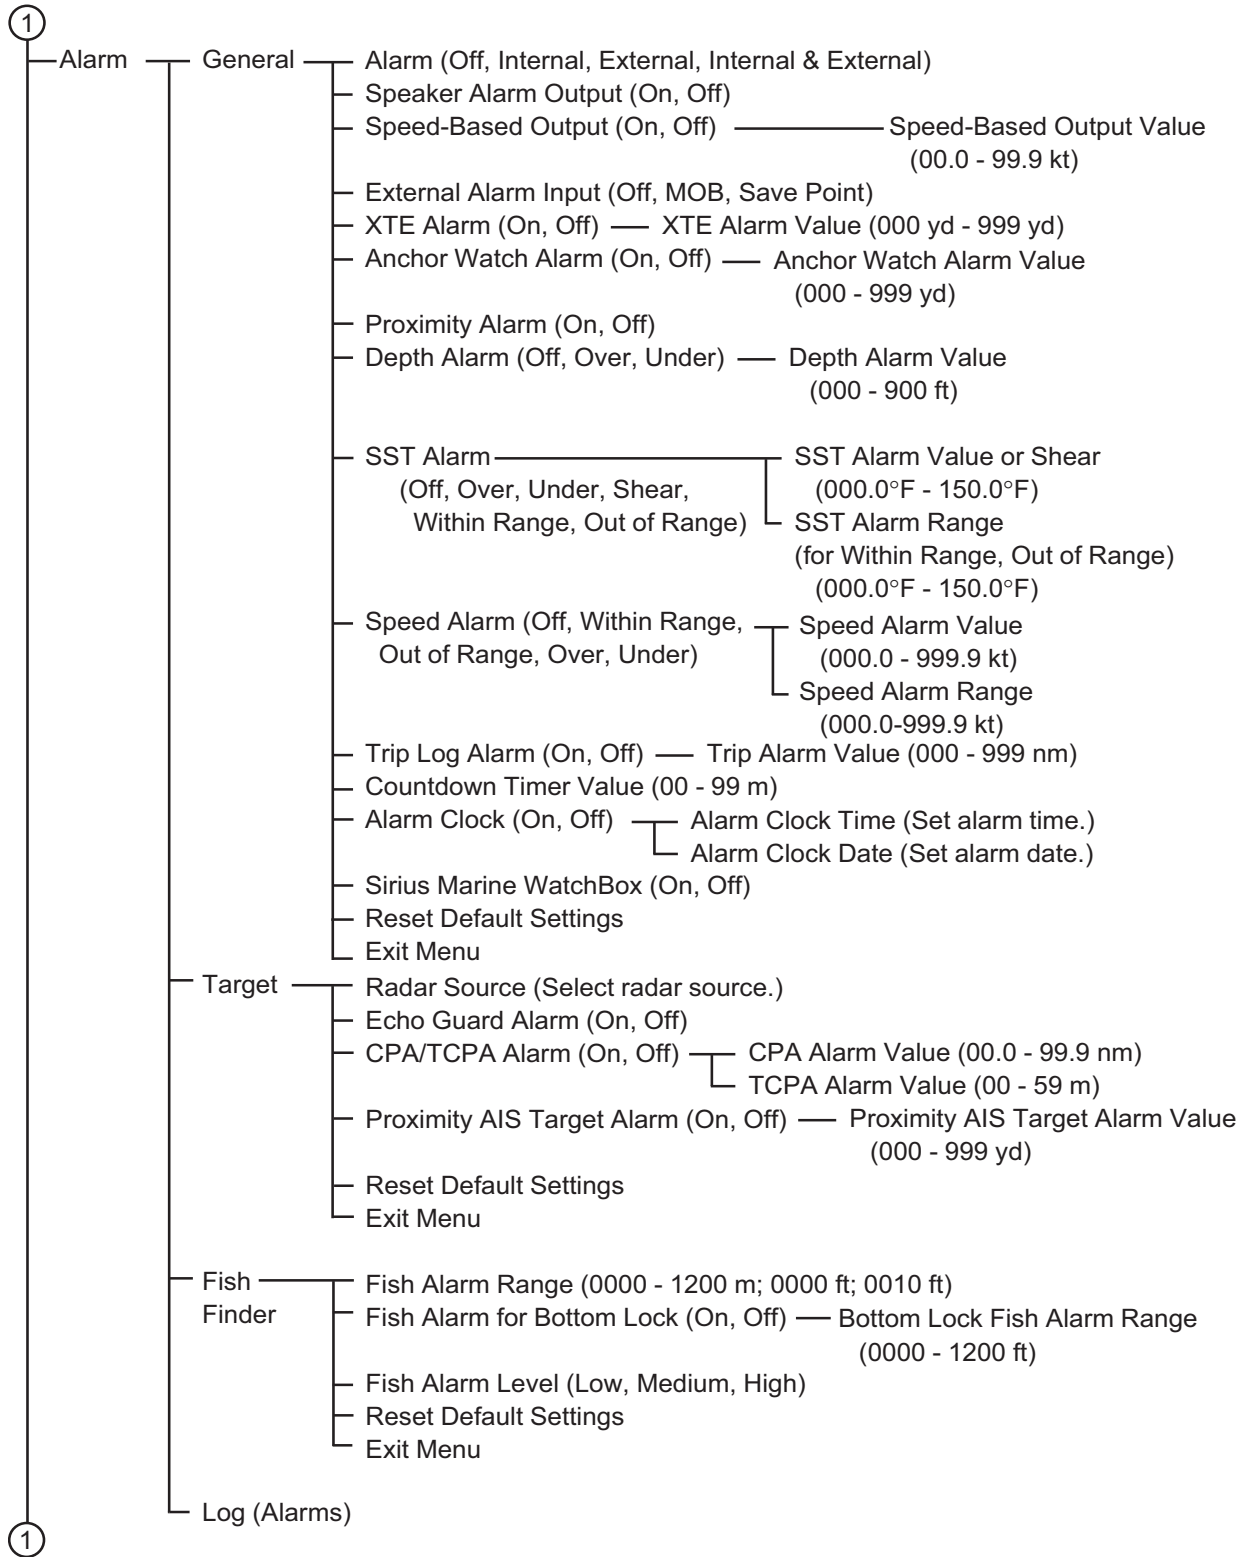 1
Alarm
General
Alarm (Off, Internal, External, Internal & External)
Speaker Alarm Output (On, Off)
Speed-Based Output (On, Off)
Speed-Based Output Value
(00.0 - 99.9 kt)
External Alarm Input (Off, MOB, Save Point)
XTE Alarm (On, Off)
XTE Alarm Value (000 yd - 999 yd)
Anchor Watch Alarm (On, Off)
Anchor Watch Alarm Value
(000 - 999 yd)
Proximity Alarm (On, Off)
Depth Alarm (Off, Over, Under)
Depth Alarm Value
(000 - 900 ft)
SST Alarm
(Off, Over, Under, Shear,
Within Range, Out of Range)
SST Alarm Value or Shear
(000.0°F - 150.0°F)
SST Alarm Range
(for Within Range, Out of Range)
(000.0°F - 150.0°F)
Speed Alarm (Off, Within Range,
Out of Range, Over, Under)
Speed Alarm Value
(000.0 - 999.9 kt)
Speed Alarm Range
(000.0-999.9 kt)
Trip Log Alarm (On, Off)
Trip Alarm Value (000 - 999 nm)
Countdown Timer Value (00 - 99 m)
Alarm Clock (On, Off)
Alarm Clock Time (Set alarm time.)
Alarm Clock Date (Set alarm date.)
Sirius Marine WatchBox (On, Off)
Reset Default Settings
Exit Menu
Target
Radar Source (Select radar source.)
Echo Guard Alarm (On, Off)
CPA/TCPA Alarm (On, Off)
CPA Alarm Value (00.0 - 99.9 nm)
TCPA Alarm Value (00 - 59 m)
Proximity AIS Target Alarm (On, Off)
Proximity AIS Target Alarm Value
(000 - 999 yd)
Reset Default Settings
Exit Menu
Fish
Finder
Fish Alarm Range (0000 - 1200 m; 0000 ft; 0010 ft)
Fish Alarm for Bottom Lock (On, Off)
Bottom Lock Fish Alarm Range
(0000 - 1200 ft)
Fish Alarm Level (Low, Medium, High)
Reset Default Settings
Exit Menu
Log (Alarms)
1